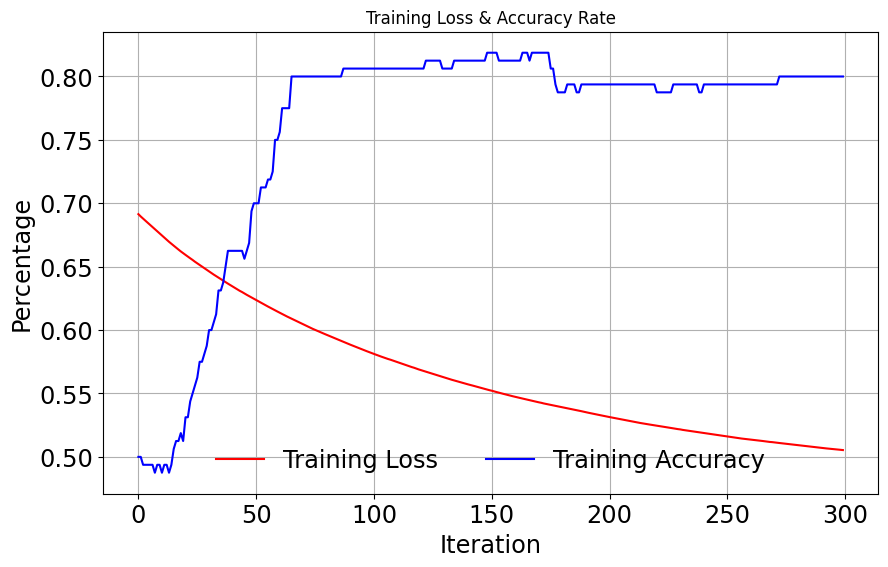 Training Loss & Accuracy Rate
Percentage
0.80
0.75
0.70
0.65
0.60
0.55
0.50
Training Loss Training Accuracy
0 50 100 150 200 250 300
Iteration